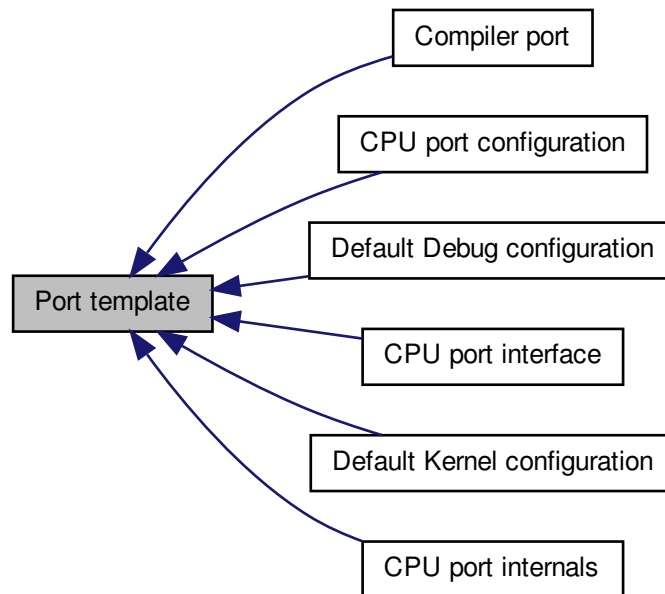 Compiler port
CPU port configuration
Default Debug configuration
Port template
CPU port interface
Default Kernel configuration
CPU port internals